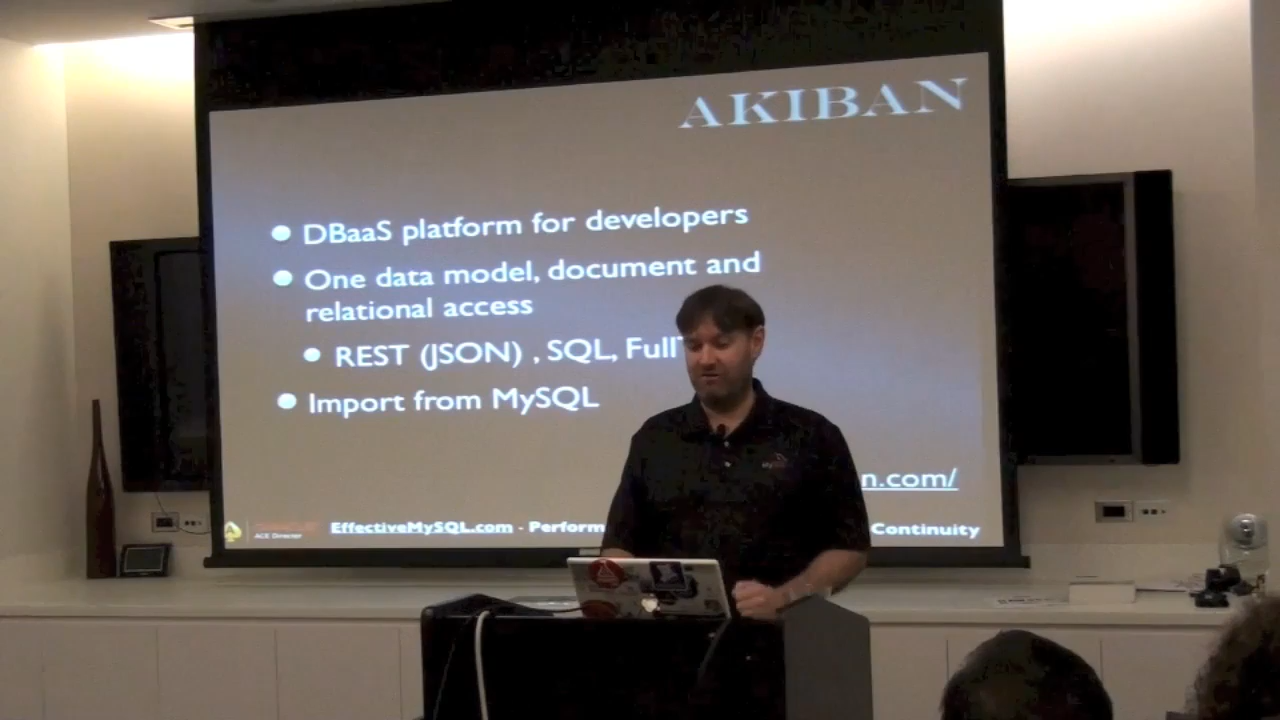 AKIBAN
DBaaS platform for developers
One data model, document and
relational access
REST (JSON) , SQL, Full
Import from MySQL
n.com/
ACE Director
EffectiveMySQL.com - Perform
Continuity